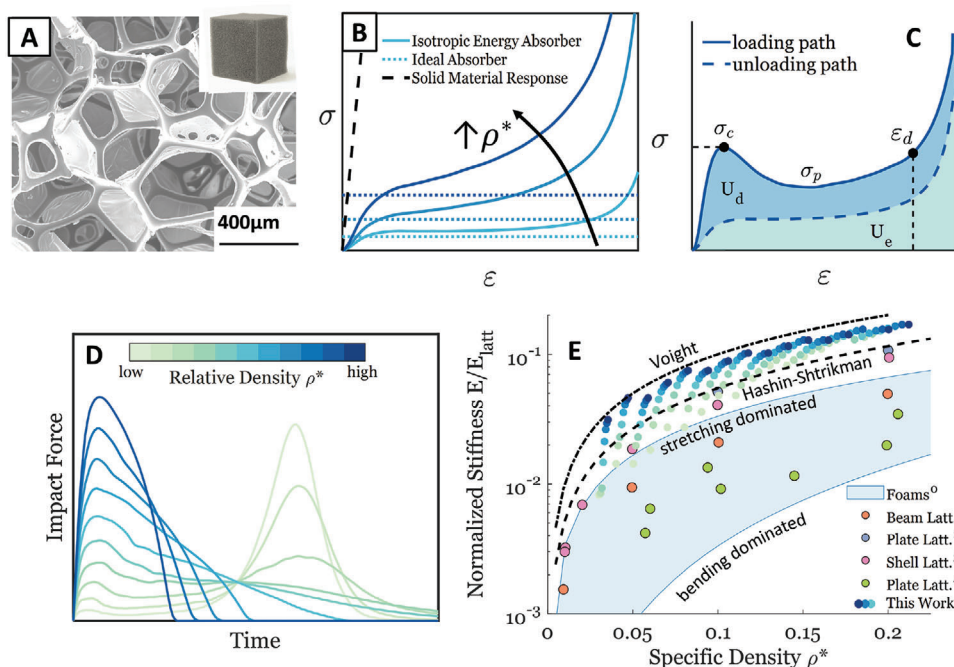 A
400μm
B
Isotropic Energy Absorber
Ideal Absorber
Solid Material Response
↑ρ*
σ
ε
C
loading path
unloading path
σ
σc
σp
εd
Ud
Ue
ε
D
low
high
Relative Density ρ*
Impact Force
Time
E
Normalized Stiffness E/Elatt
10⁻¹
10⁻²
10⁻³
Voight
Hashin-Shtrikman
stretching dominated
bending dominated
Foams⁰
Beam Latt.
Plate Latt.
Shell Latt.
Plate Latt.
This Work
0
0.05
0.1
0.15
0.2
Specific Density ρ*